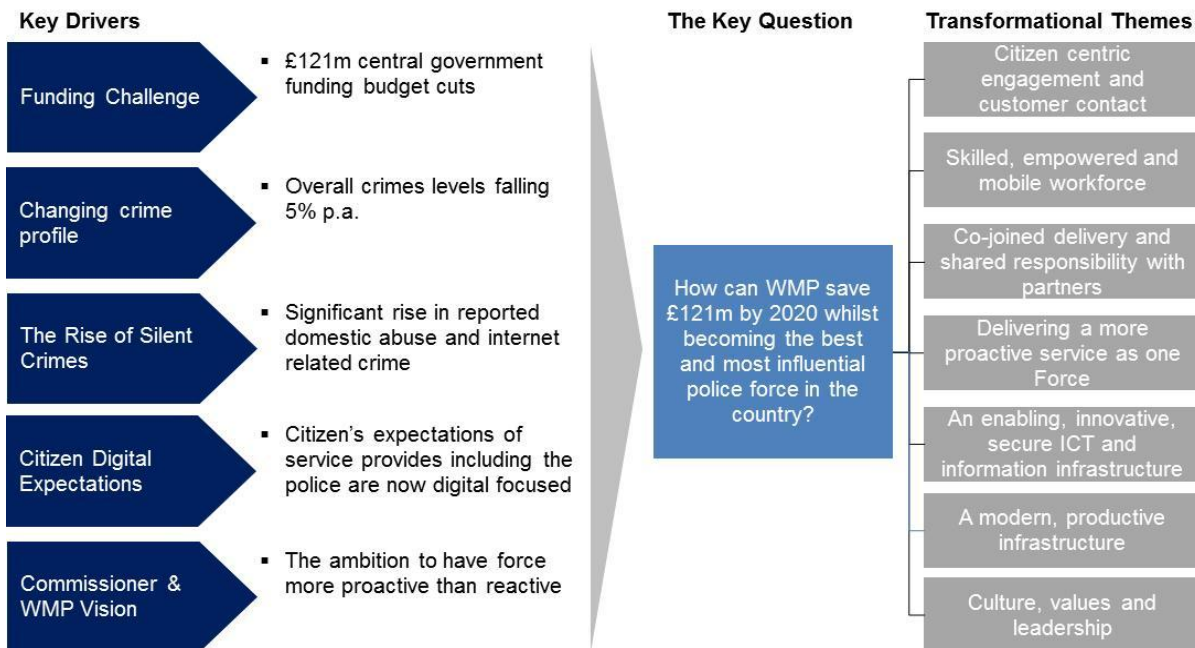 Key Drivers
Funding Challenge
▪ £121m central government
funding budget cuts
Changing crime
profile
▪ Overall crimes levels falling
5% p.a.
The Rise of Silent
Crimes
▪ Significant rise in reported
domestic abuse and internet
related crime
Citizen Digital
Expectations
▪ Citizen’s expectations of
service provides including the
police are now digital focused
Commissioner &
WMP Vision
▪ The ambition to have force
more proactive than reactive
The Key Question
How can WMP save
£121m by 2020 whilst
becoming the best
and most influential
police force in the
country?
Transformational Themes
Citizen centric
engagement and
customer contact
Skilled, empowered and
mobile workforce
Co-joined delivery and
shared responsibility with
partners
Delivering a more
proactive service as one
Force
An enabling, innovative,
secure ICT and
information infrastructure
A modern, productive
infrastructure
Culture, values and
leadership